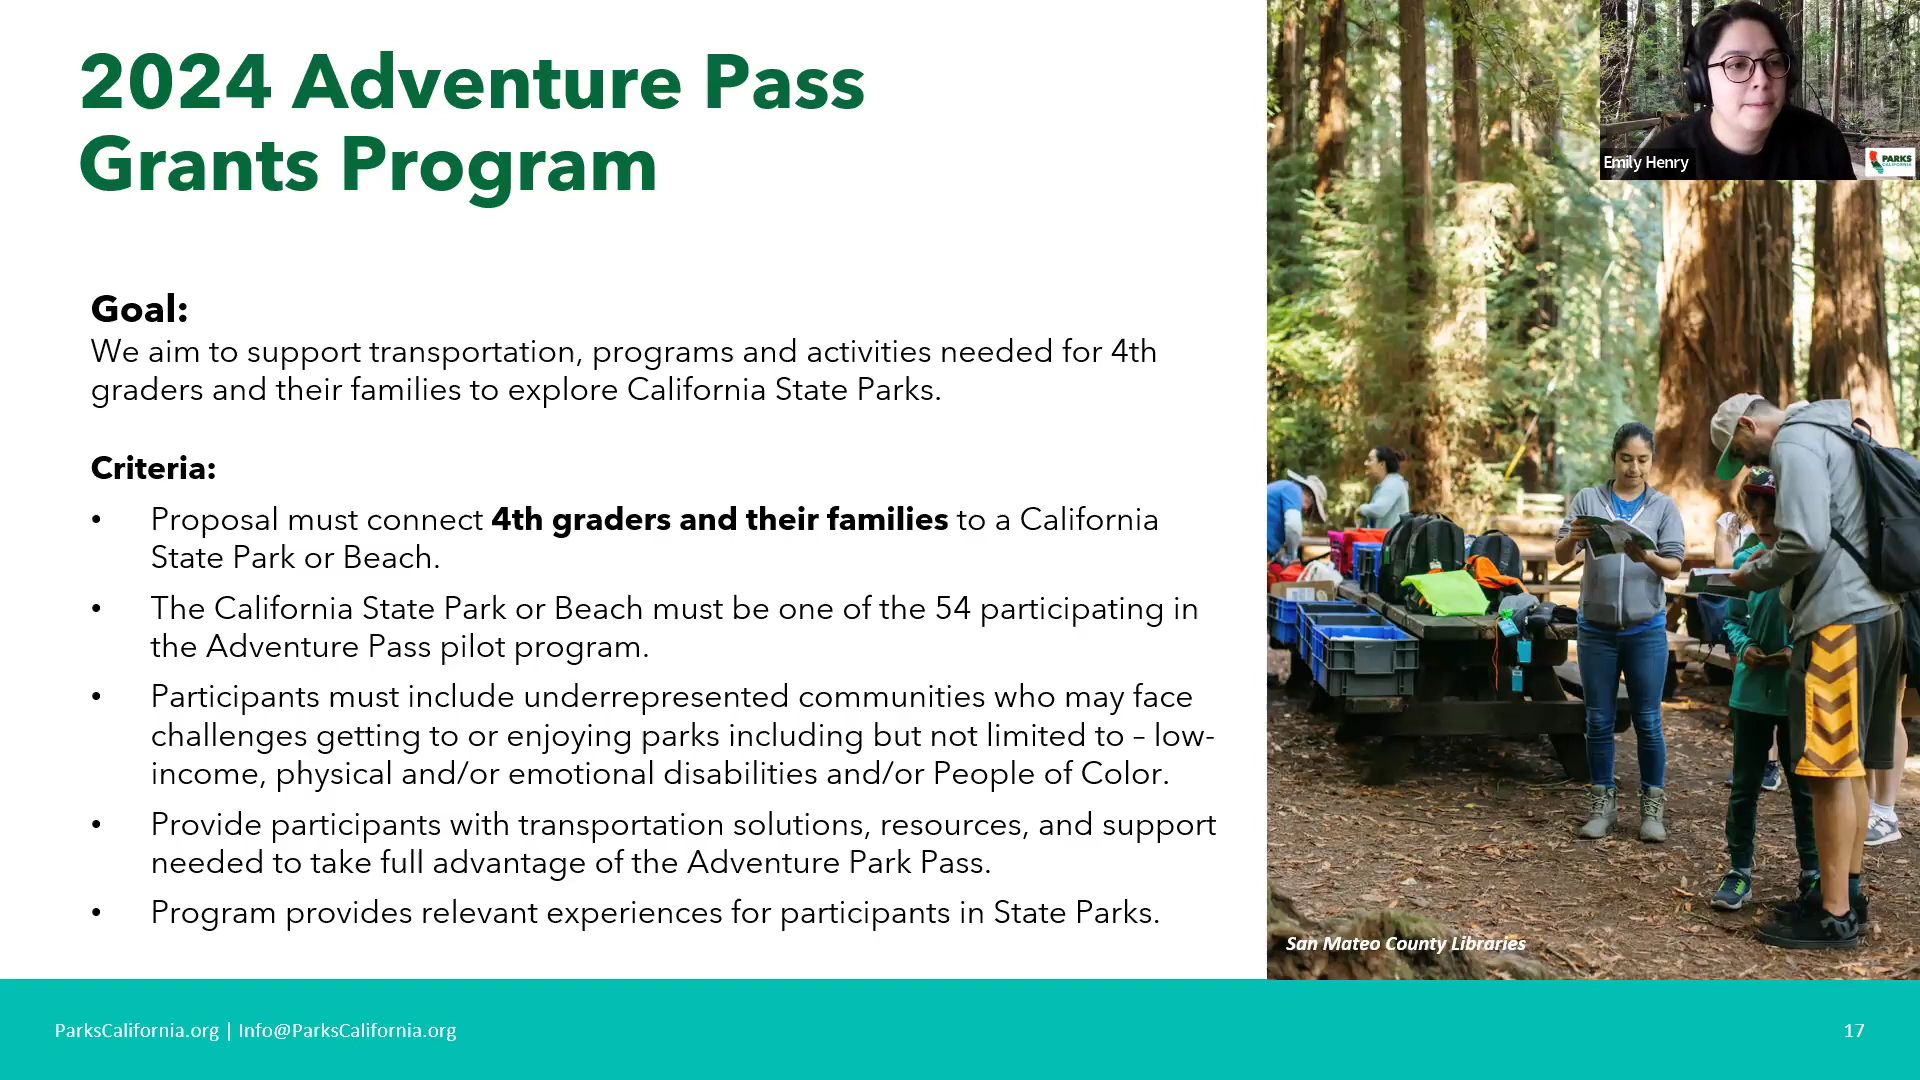 2024 Adventure Pass
Grants Program
Goal:
We aim to support transportation, programs and activities needed for 4th
graders and their families to explore California State Parks.
Criteria:
• Proposal must connect 4th graders and their families to a California
State Park or Beach.
• The California State Park or Beach must be one of the 54 participating in
the Adventure Pass pilot program.
• Participants must include underrepresented communities who may face
challenges getting to or enjoying parks including but not limited to – low-
income, physical and/or emotional disabilities and/or People of Color.
• Provide participants with transportation solutions, resources, and support
needed to take full advantage of the Adventure Park Pass.
• Program provides relevant experiences for participants in State Parks.
Emily Henry
PARKS
CALIFORNIA
San Mateo County Libraries
ParksCalifornia.org | Info@ParksCalifornia.org
17